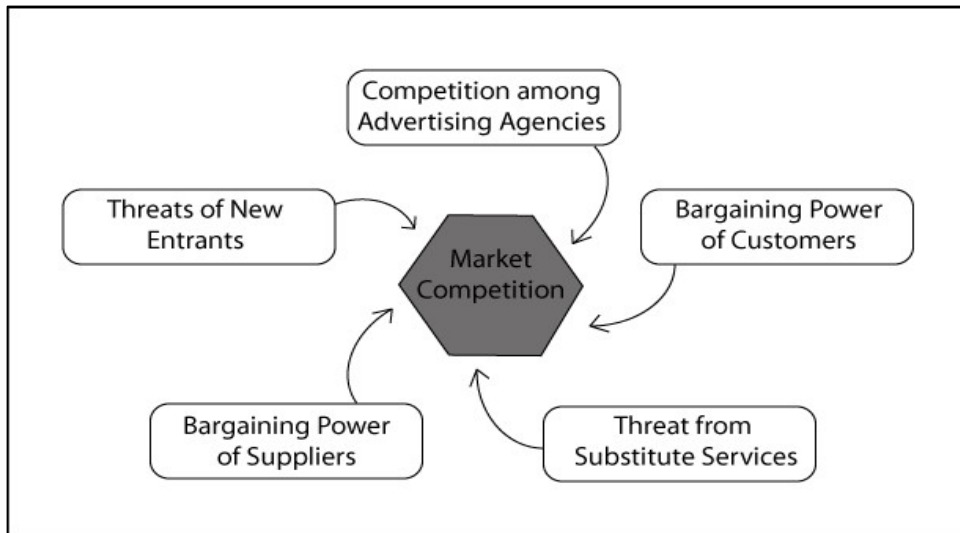 Competition among
Advertising Agencies
Threats of New
Entrants
Bargaining Power
of Customers
Market
Competition
Bargaining Power
of Suppliers
Threat from
Substitute Services